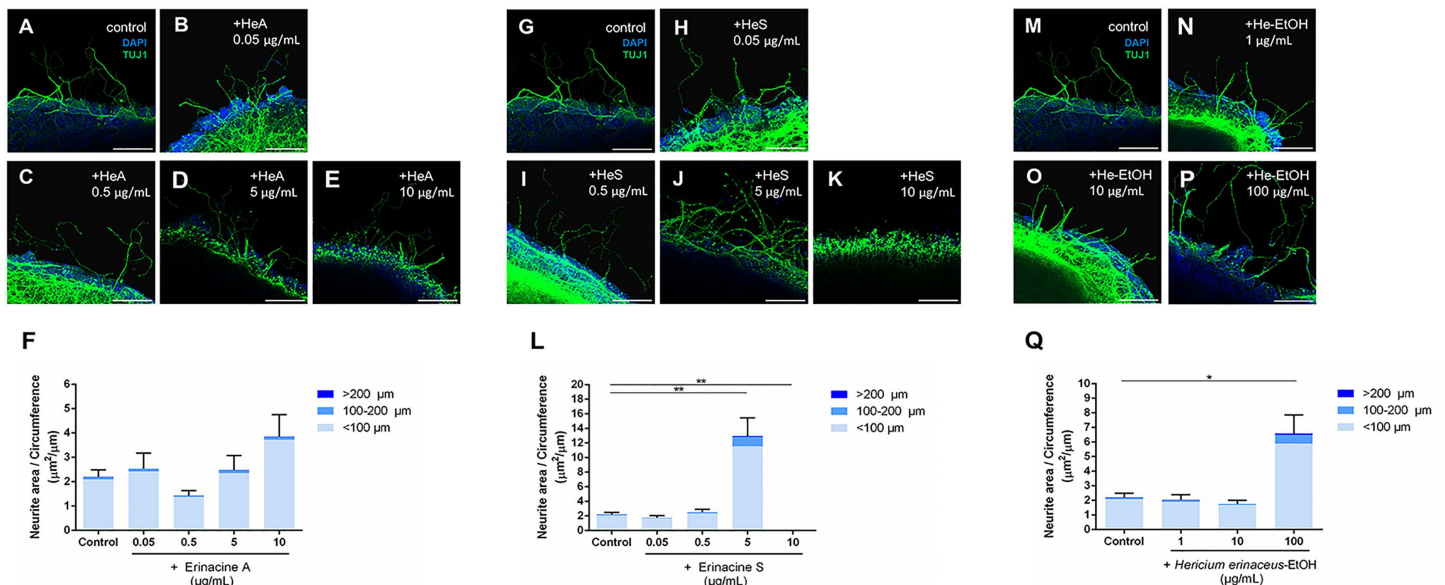 A
control
DAPI
TUJ1
B
+HeA
0.05 µg/mL
C
+HeA
0.5 µg/mL
D
+HeA
5 µg/mL
E
+HeA
10 µg/mL
F
Neurite area / Circumference
(µm²/µm)
6
5
4
3
2
1
0
>200 µm
100-200 µm
<100 µm
Control 0.05 0.5 5 10
+ Erinacine A
(µg/mL)
G
control
DAPI
TUJ1
H
+HeS
0.05 µg/mL
I
+HeS
0.5 µg/mL
J
+HeS
5 µg/mL
K
+HeS
10 µg/mL
L
Neurite area / Circumference
(µm²/µm)
20
18
16
14
12
10
8
6
4
2
0
**
**
>200 µm
100-200 µm
<100 µm
Control 0.05 0.5 5 10
+ Erinacine S
(µg/mL)
M
control
DAPI
TUJ1
N
+He-EtOH
1 µg/mL
O
+He-EtOH
10 µg/mL
P
+He-EtOH
100 µg/mL
Q
Neurite area / Circumference
(µm²/µm)
10
9
8
7
6
5
4
3
2
1
0
*
>200 µm
100-200 µm
<100 µm
Control 1 10 100
+ Hericium erinaceus-EtOH
(µg/mL)